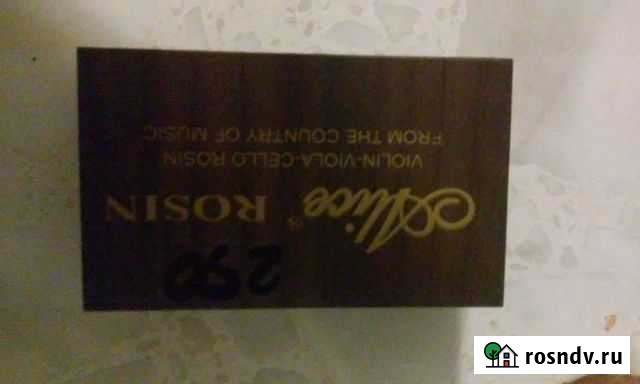 250
Alice® ROSIN
VIOLIN-VIOLA-CELLO ROSIN
FROM THE COUNTRY OF MUSIC
rosndv.ru